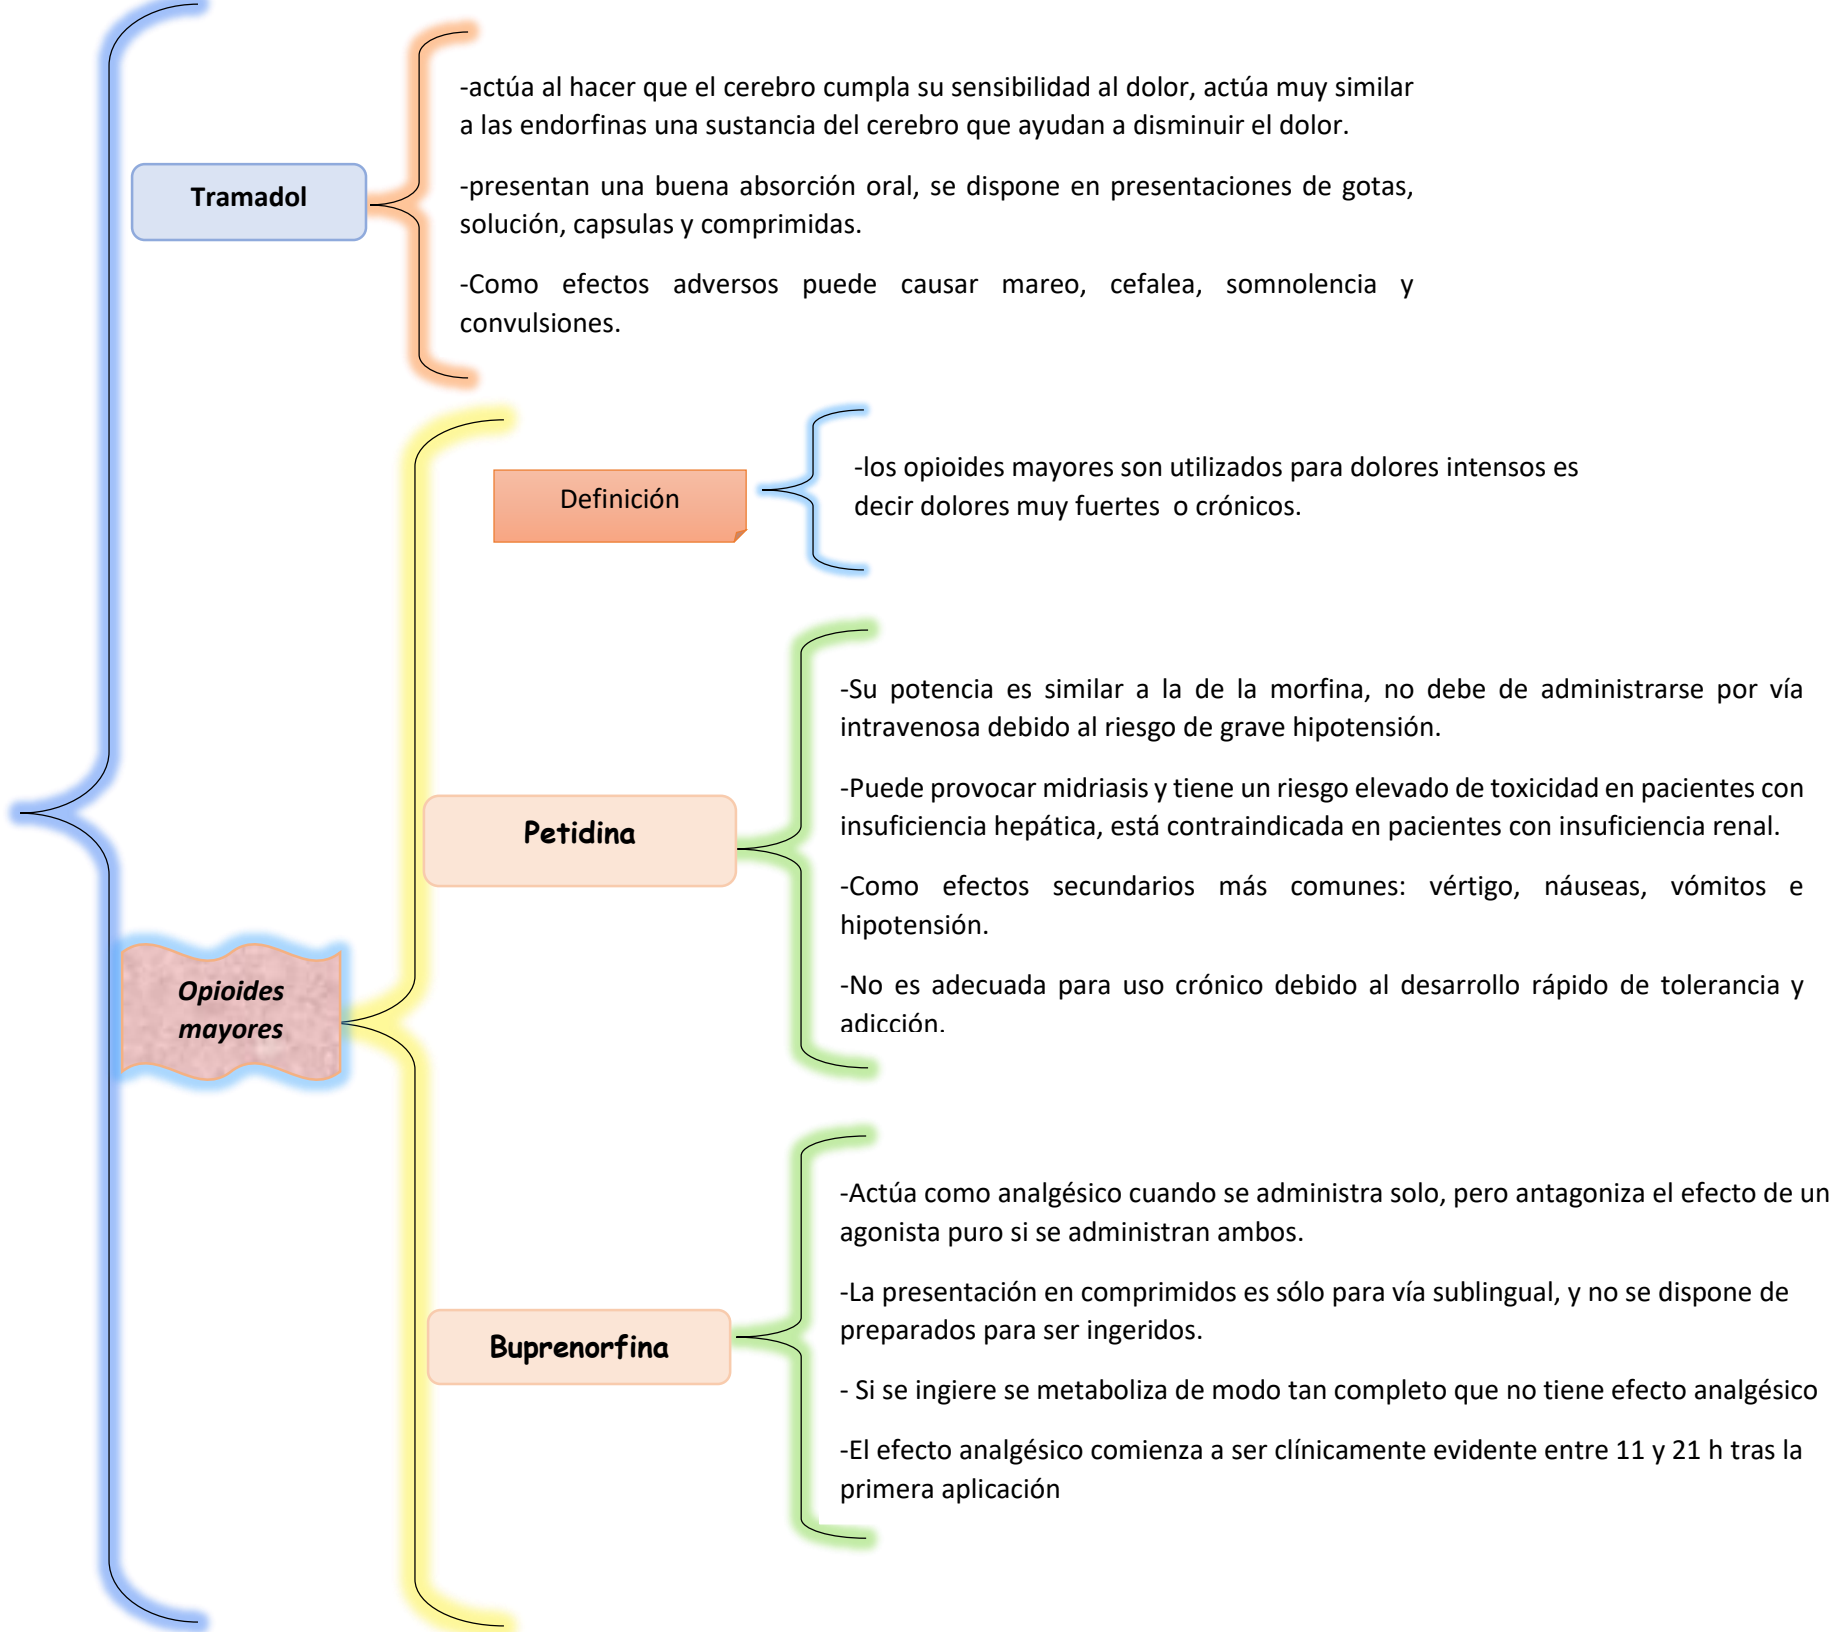 Tramadol
-actúa al hacer que el cerebro cumpla su sensibilidad al dolor, actúa muy similar
a las endorfinas una sustancia del cerebro que ayudan a disminuir el dolor.
-presentan una buena absorción oral, se dispone en presentaciones de gotas,
solución, capsulas y comprimidas.
-Como efectos adversos puede causar mareo, cefalea, somnolencia y
convulsiones.
Opioides
mayores
Definición
-los opioides mayores son utilizados para dolores intensos es
decir dolores muy fuertes o crónicos.
Petidina
-Su potencia es similar a la de la morfina, no debe de administrarse por vía
intravenosa debido al riesgo de grave hipotensión.
-Puede provocar midriasis y tiene un riesgo elevado de toxicidad en pacientes con
insuficiencia hepática, está contraindicada en pacientes con insuficiencia renal.
-Como efectos secundarios más comunes: vértigo, náuseas, vómitos e
hipotensión.
-No es adecuada para uso crónico debido al desarrollo rápido de tolerancia y
adicción.
Buprenorfina
-Actúa como analgésico cuando se administra solo, pero antagoniza el efecto de un
agonista puro si se administran ambos.
-La presentación en comprimidos es sólo para vía sublingual, y no se dispone de
preparados para ser ingeridos.
- Si se ingiere se metaboliza de modo tan completo que no tiene efecto analgésico
-El efecto analgésico comienza a ser clínicamente evidente entre 11 y 21 h tras la
primera aplicación